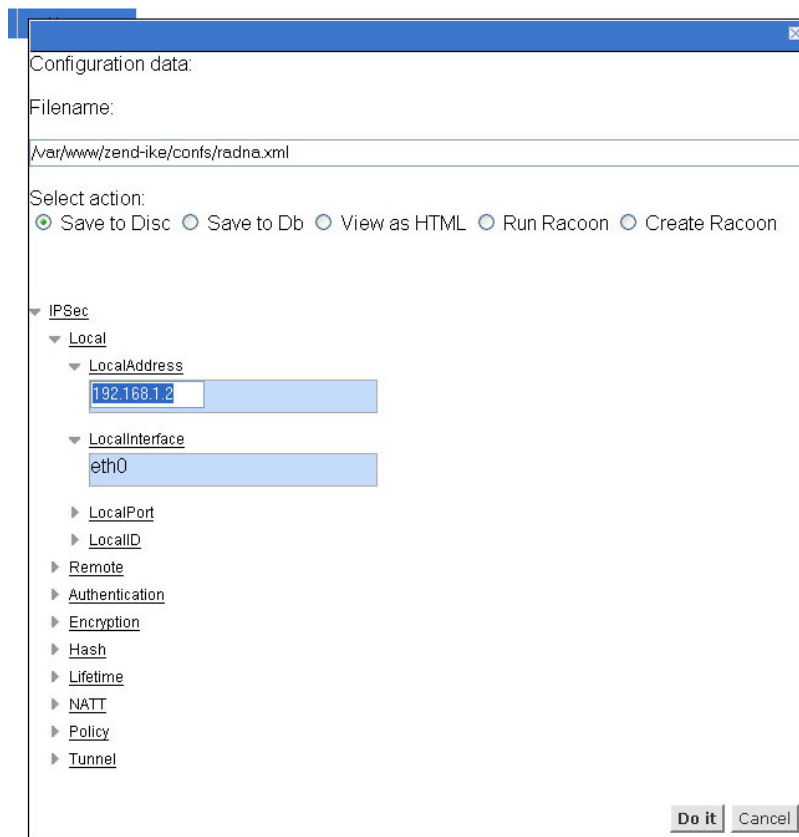 Configuration data:
Filename:
/var/www/zend-ike/confs/radna.xml
Select action:
Save to Disc Save to Db View as HTML Run Racoon Create Racoon
IPSec
Local
LocalAddress
192.168.1.2
LocalInterface
eth0
LocalPort
LocalID
Remote
Authentication
Encryption
Hash
Lifetime
NATT
Policy
Tunnel
Do it Cancel